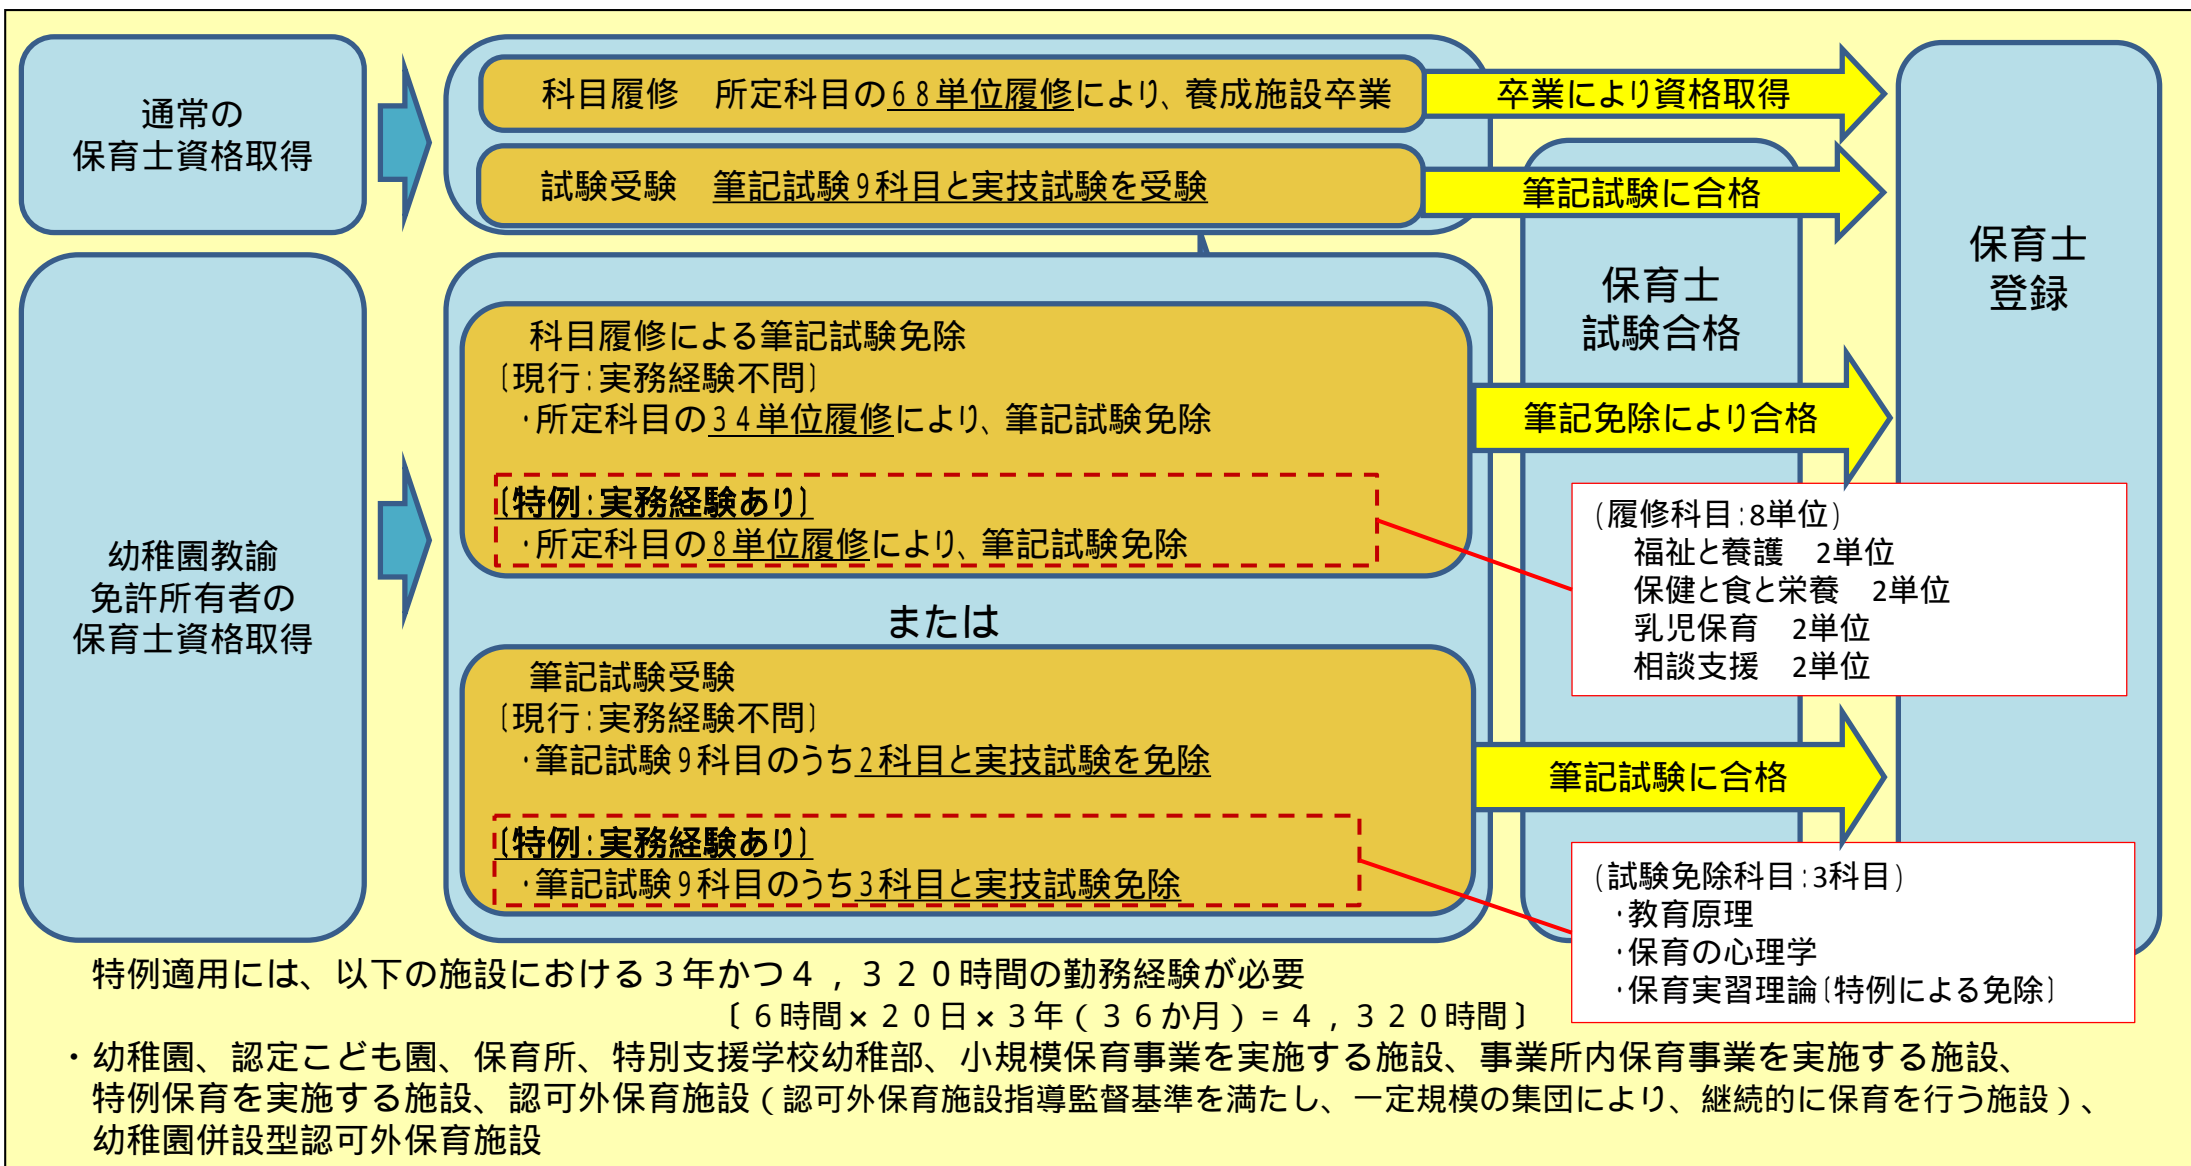 通常の
保育士資格取得
科目履修　所定科目の６８単位履修により、養成施設卒業
卒業により資格取得
試験受験　筆記試験９科目と実技試験を受験
筆記試験に合格
保育士
試験合格
保育士
登録
幼稚園教諭
免許所有者の
保育士資格取得
科目履修による筆記試験免除
〔現行：実務経験不問〕
・所定科目の３４単位履修により、筆記試験免除
〔特例：実務経験あり〕
・所定科目の８単位履修により、筆記試験免除
筆記免除により合格
（履修科目：8単位）
福祉と養護　2単位
保健と食と栄養　2単位
乳児保育　2単位
相談支援　2単位
または
筆記試験受験
〔現行：実務経験不問〕
・筆記試験９科目のうち２科目と実技試験を免除
〔特例：実務経験あり〕
・筆記試験９科目のうち３科目と実技試験免除
筆記試験に合格
（試験免除科目：3科目）
・教育原理
・保育の心理学
・保育実習理論〔特例による免除〕
特例適用には、以下の施設における３年かつ４，３２０時間の勤務経験が必要
〔６時間×２０日×３年（３６か月）＝４，３２０時間〕
・幼稚園、認定こども園、保育所、特別支援学校幼稚部、小規模保育事業を実施する施設、事業所内保育事業を実施する施設、
特例保育を実施する施設、認可外保育施設（認可外保育施設指導監督基準を満たし、一定規模の集団により、継続的に保育を行う施設）、
幼稚園併設型認可外保育施設